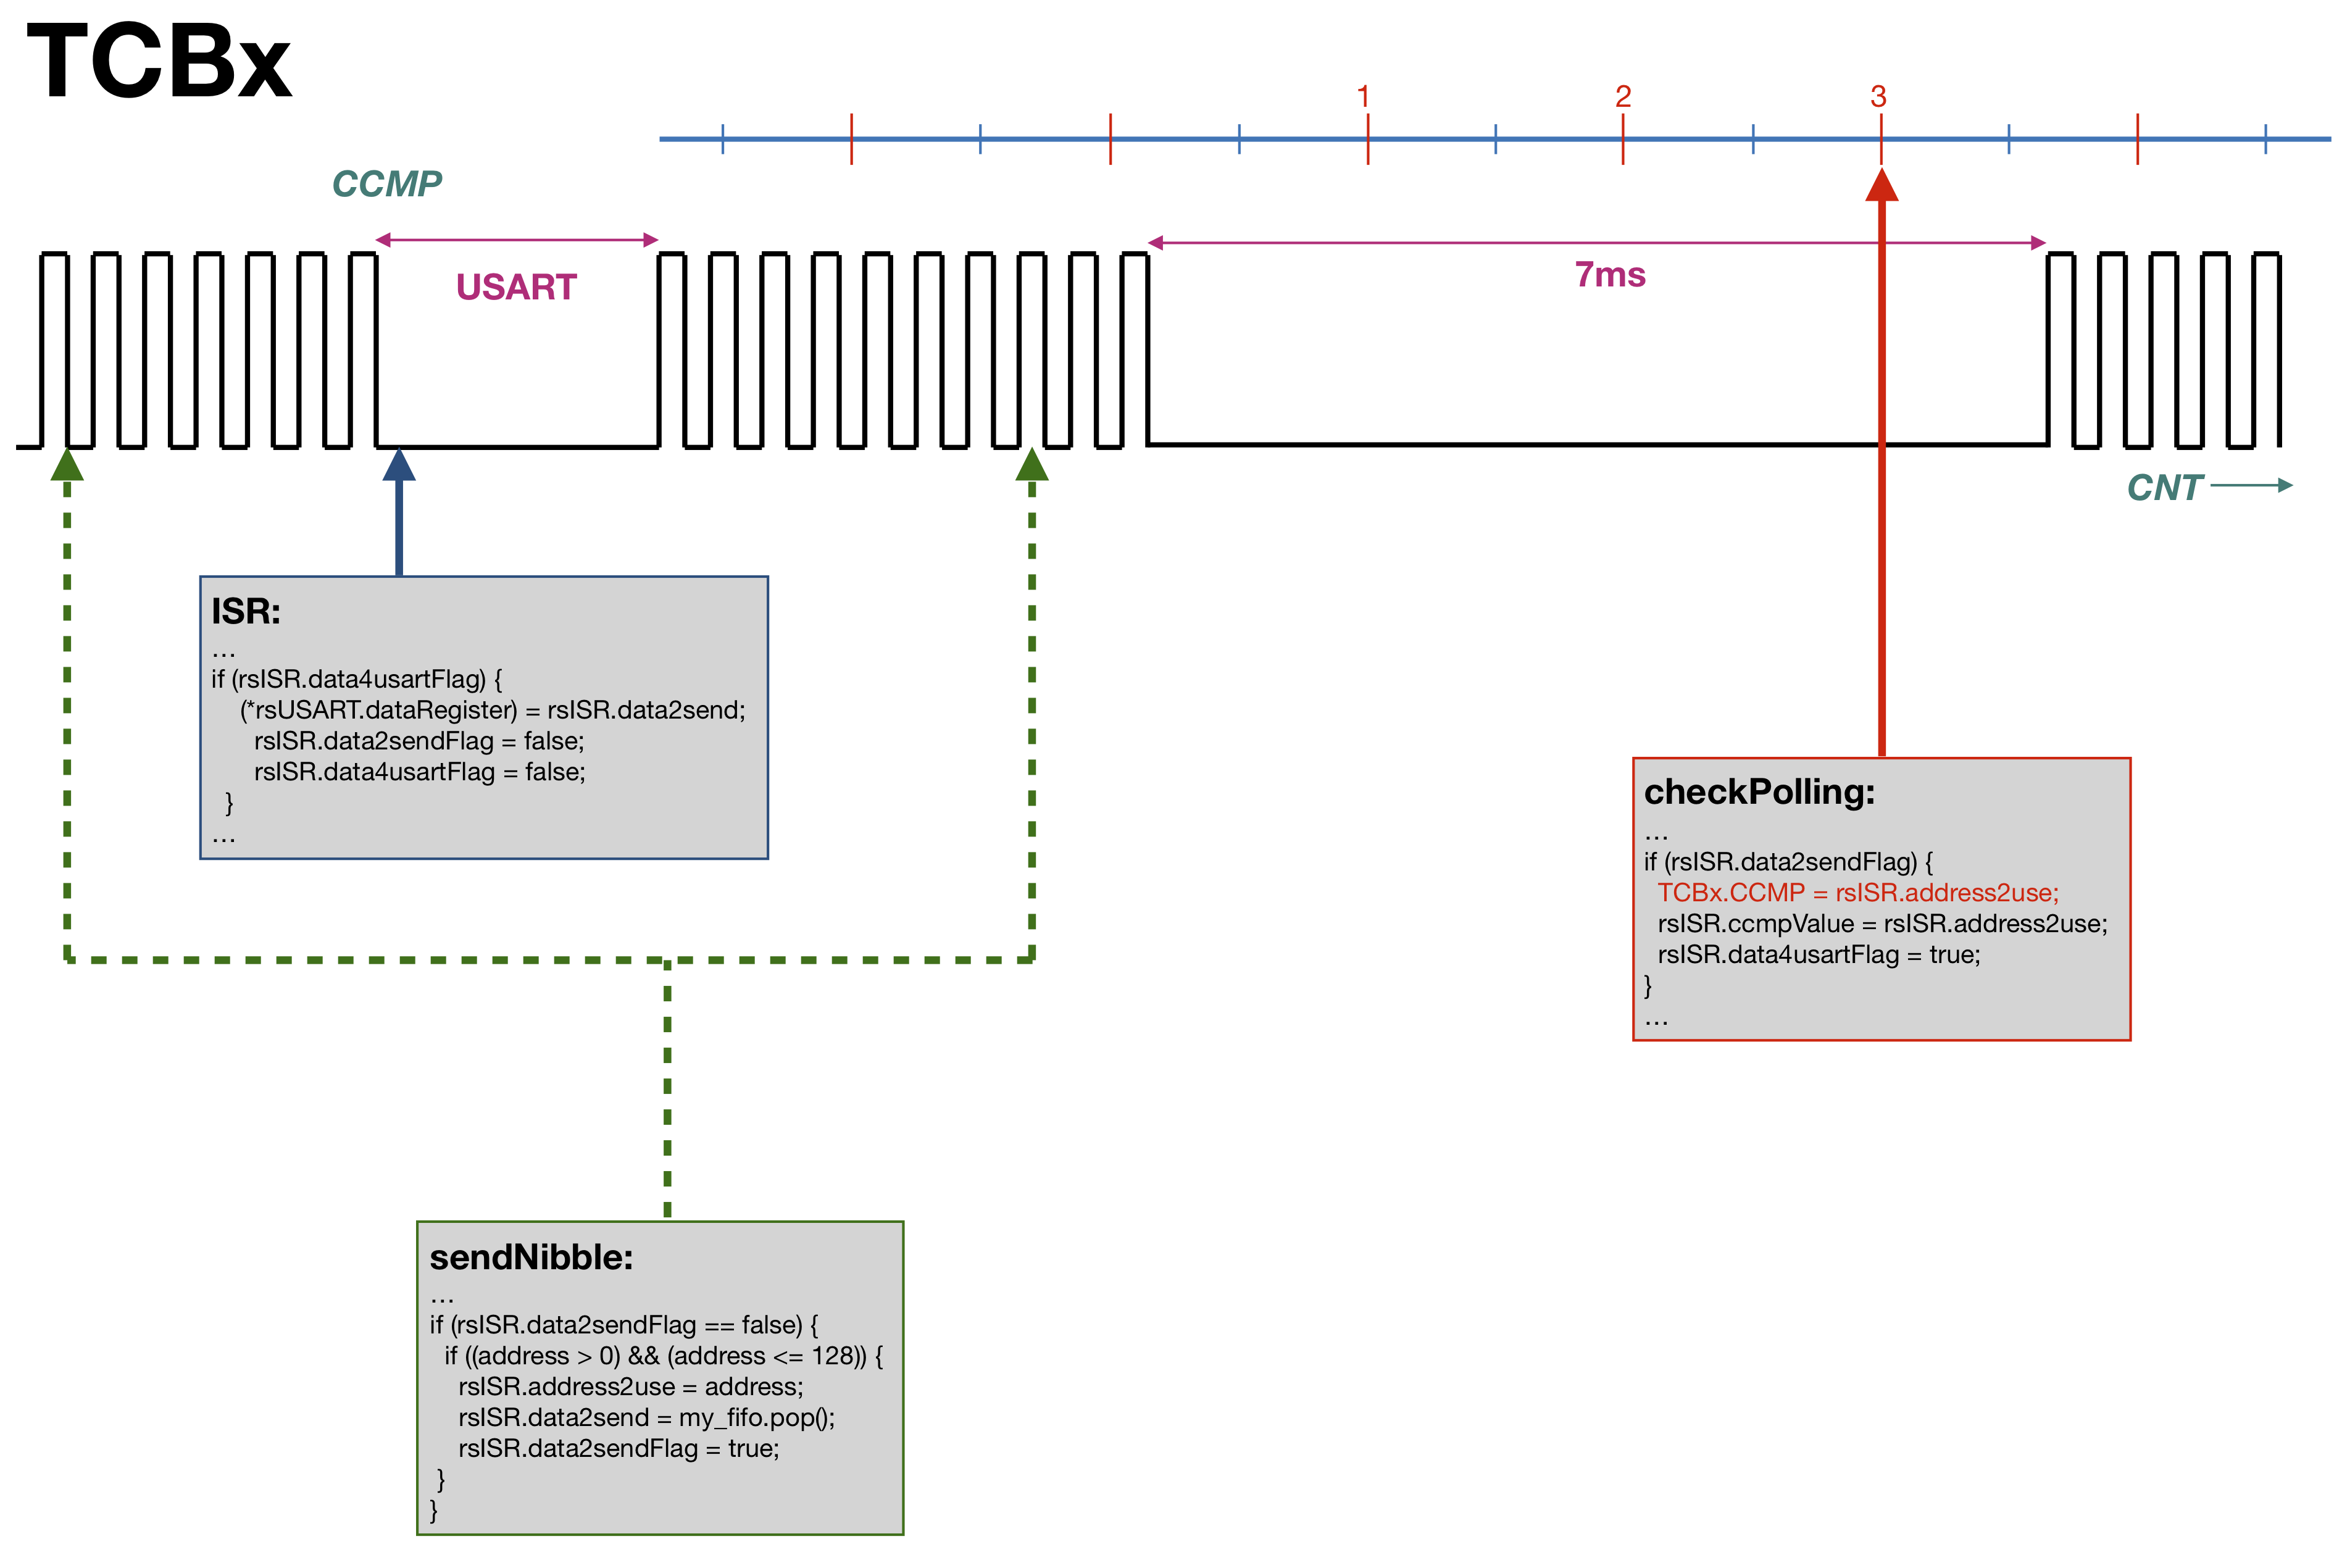 TCBx
1 2 3
CCMP
USART
7ms
CNT
ISR:
…
if (rsISR.data4usartFlag) {
(*rsUSART.dataRegister) = rsISR.data2send;
rsISR.data2sendFlag = false;
rsISR.data4usartFlag = false;
}
…
checkPolling:
…
if (rsISR.data2sendFlag) {
TCBx.CCMP = rsISR.address2use;
rsISR.ccmpValue = rsISR.address2use;
rsISR.data4usartFlag = true;
}
…
sendNibble:
…
if (rsISR.data2sendFlag == false) {
if ((address > 0) && (address <= 128)) {
rsISR.address2use = address;
rsISR.data2send = my_fifo.pop();
rsISR.data2sendFlag = true;
}
}